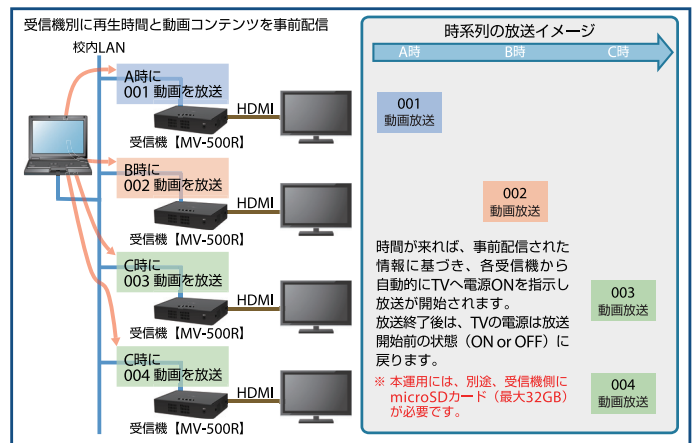 受信機別に再生時間と動画コンテンツを事前配信
校内LAN
A時に
001 動画を放送
HDMI
受信機【MV-500R】
B時に
002 動画を放送
HDMI
受信機【MV-500R】
C時に
003 動画を放送
HDMI
受信機【MV-500R】
C時に
004 動画を放送
HDMI
受信機【MV-500R】
時系列の放送イメージ
A時 B時 C時
001
動画放送
002
動画放送
時間が来れば、事前配信された
情報に基づき、各受信機から
自動的にTVへ電源ONを指示し
放送が開始されます。
放送終了後は、TVの電源は放送
開始前の状態（ON or OFF）に
戻ります。
※ 本運用には、別途、受信機側に
microSDカード（最大32GB）
が必要です。
003
動画放送
004
動画放送